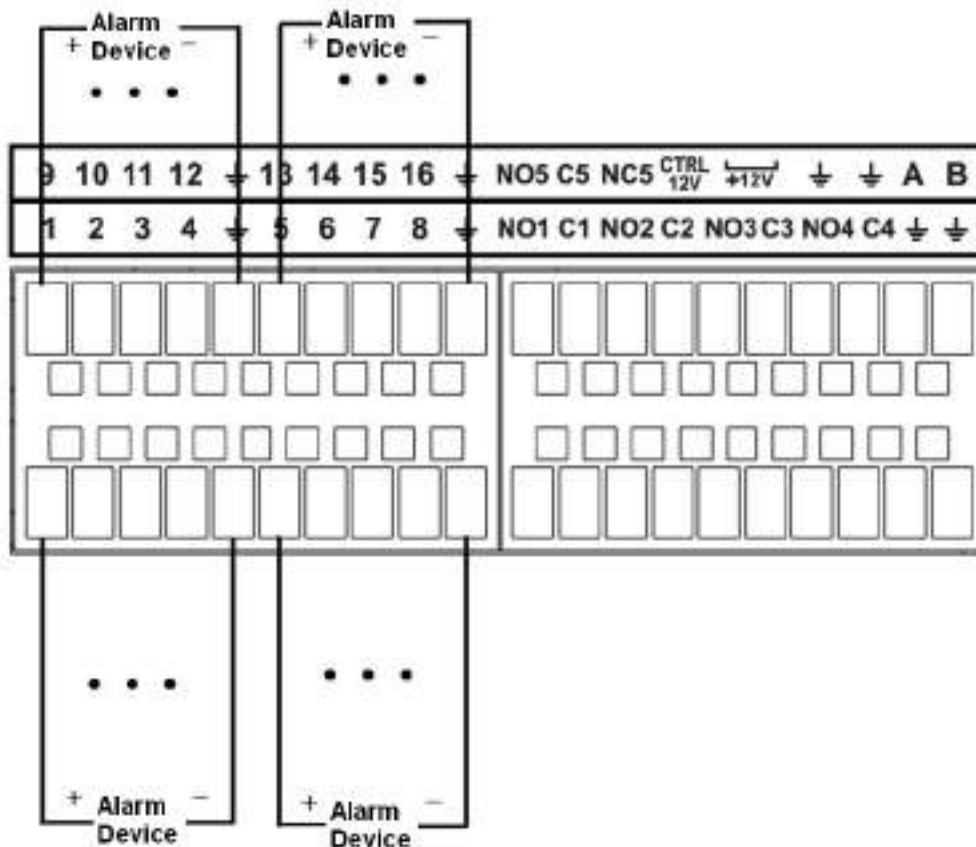 Alarm
+ Device −
Alarm
+ Device −
9 10 11 12 ⏚ 13 14 15 16 ⏚ NO5 C5 NC5 CTRL 12V +12V ⏚ ⏚ A B
1 2 3 4 ⏚ 5 6 7 8 ⏚ NO1 C1 NO2 C2 NO3 C3 NO4 C4 ⏚ ⏚
+ Alarm −
Device
+ Alarm −
Device